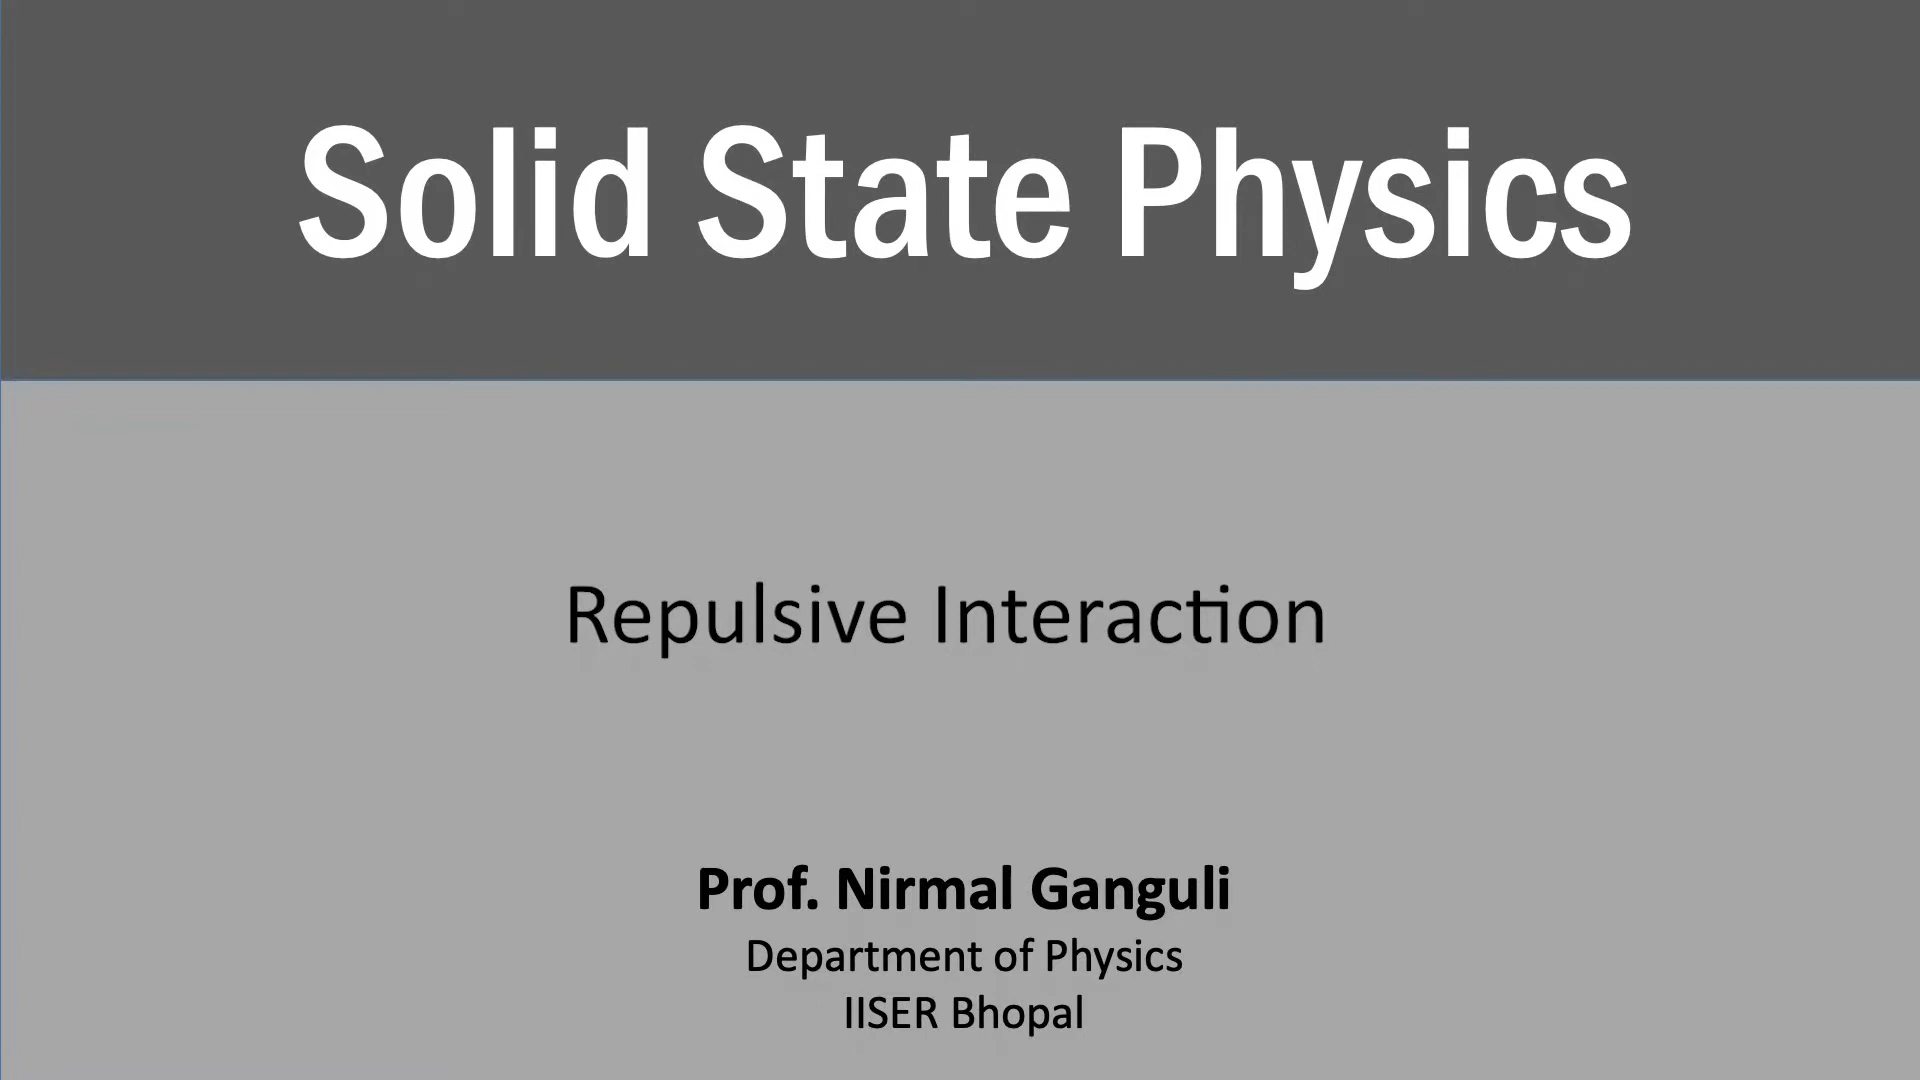 Solid State Physics
Repulsive Interaction
Prof. Nirmal Ganguli
Department of Physics
IISER Bhopal